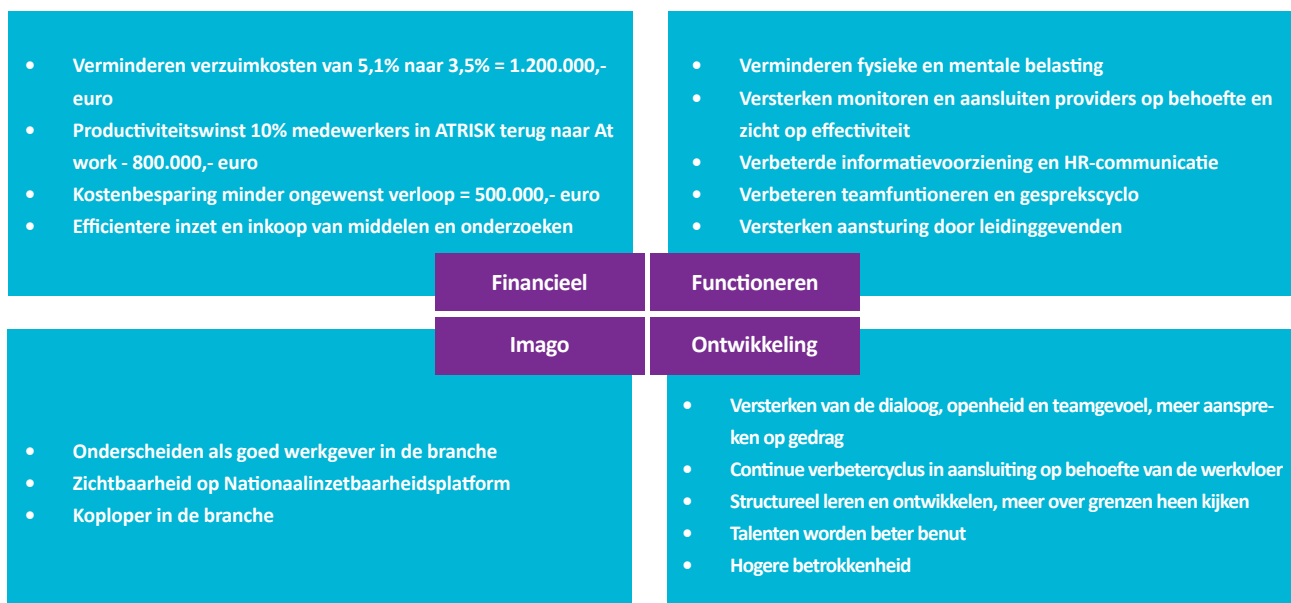 • Verminderen verzuimkosten van 5,1% naar 3,5% = 1.200.000,-
euro
• Productiviteitswinst 10% medewerkers in ATRISK terug naar At
work - 800.000,- euro
• Kostenbesparing minder ongewenst verloop = 500.000,- euro
• Efficientere inzet en inkoop van middelen en onderzoeken
Financieel
• Verminderen fysieke en mentale belasting
• Versterken monitoren en aansluiten providers op behoefte en
zicht op effectiviteit
• Verbeterde informatievoorziening en HR-communicatie
• Verbeteren teamfuntioneren en gesprekscyclo
• Versterken aansturing door leidinggevenden
Functioneren
Imago
• Onderscheiden als goed werkgever in de branche
• Zichtbaarheid op Nationaalinzetbaarheidsplatform
• Koploper in de branche
Ontwikkeling
• Versterken van de dialoog, openheid en teamgevoel, meer aanspre-
ken op gedrag
• Continue verbetercyclus in aansluiting op behoefte van de werkvloer
• Structureel leren en ontwikkelen, meer over grenzen heen kijken
• Talenten worden beter benut
• Hogere betrokkenheid